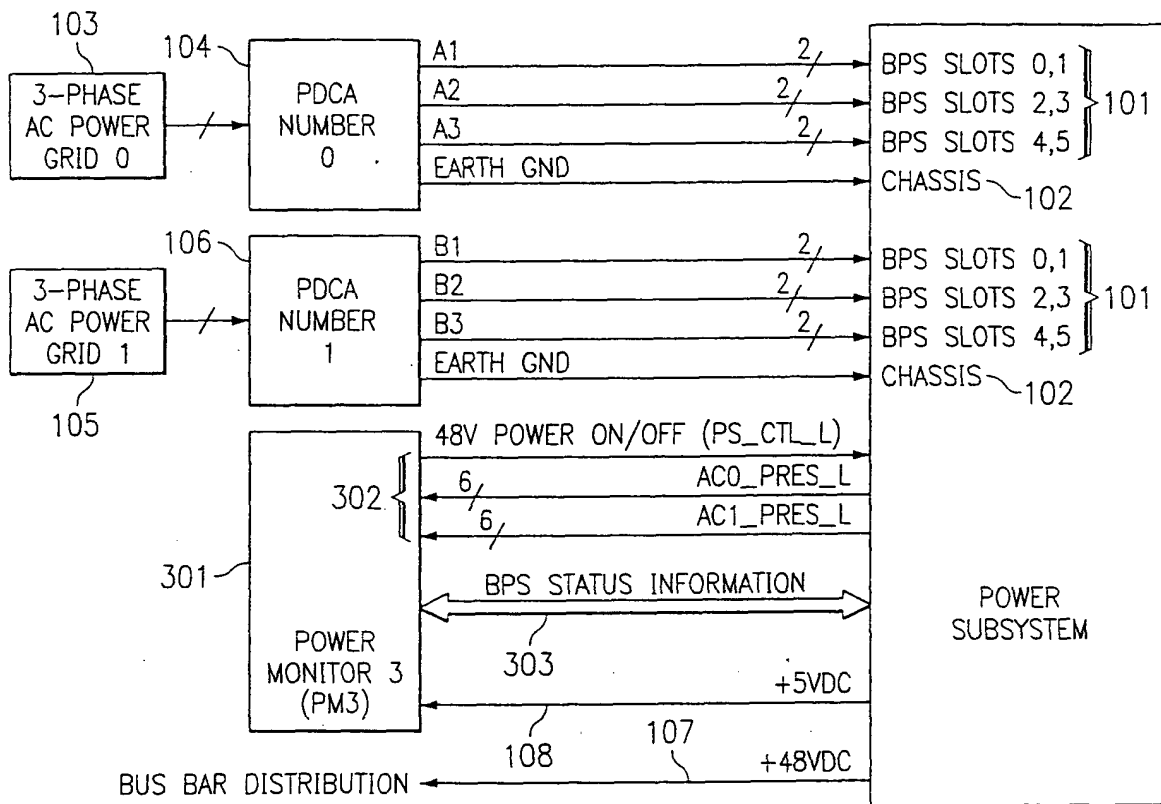 103
3-PHASE
AC POWER
GRID 0
104
PDCA
NUMBER
0
A1
2
BPS SLOTS 0,1
A2
2
BPS SLOTS 2,3
101
A3
2
BPS SLOTS 4,5
EARTH GND
CHASSIS
102
3-PHASE
AC POWER
GRID 1
105
106
PDCA
NUMBER
1
B1
2
BPS SLOTS 0,1
B2
2
BPS SLOTS 2,3
101
B3
2
BPS SLOTS 4,5
EARTH GND
CHASSIS
102
48V POWER ON/OFF (PS_CTL_L)
302
6
AC0_PRES_L
6
AC1_PRES_L
301
BPS STATUS INFORMATION
303
POWER
MONITOR 3
(PM3)
POWER
SUBSYSTEM
+5VDC
108
107
+48VDC
BUS BAR DISTRIBUTION